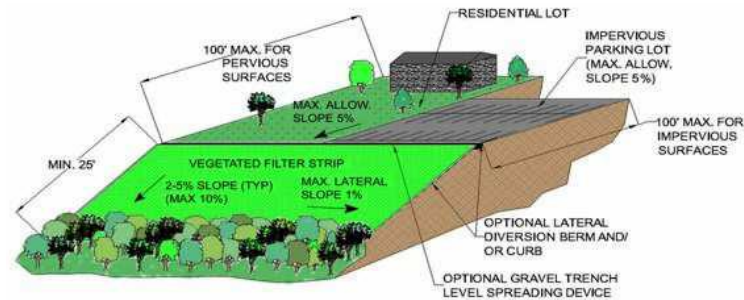 RESIDENTIAL LOT
100' MAX. FOR
PERVIOUS
SURFACES
IMPERVIOUS
PARKING LOT
(MAX. ALLOW.
SLOPE 5%)
MAX. ALLOW.
SLOPE 5%
100' MAX. FOR
IMPERVIOUS
SURFACES
MIN. 25'
VEGETATED FILTER STRIP
2-5% SLOPE (TYP)
(MAX 10%)
MAX. LATERAL
SLOPE 1%
OPTIONAL LATERAL
DIVERSION BERM AND/
OR CURB
OPTIONAL GRAVEL TRENCH
LEVEL SPREADING DEVICE